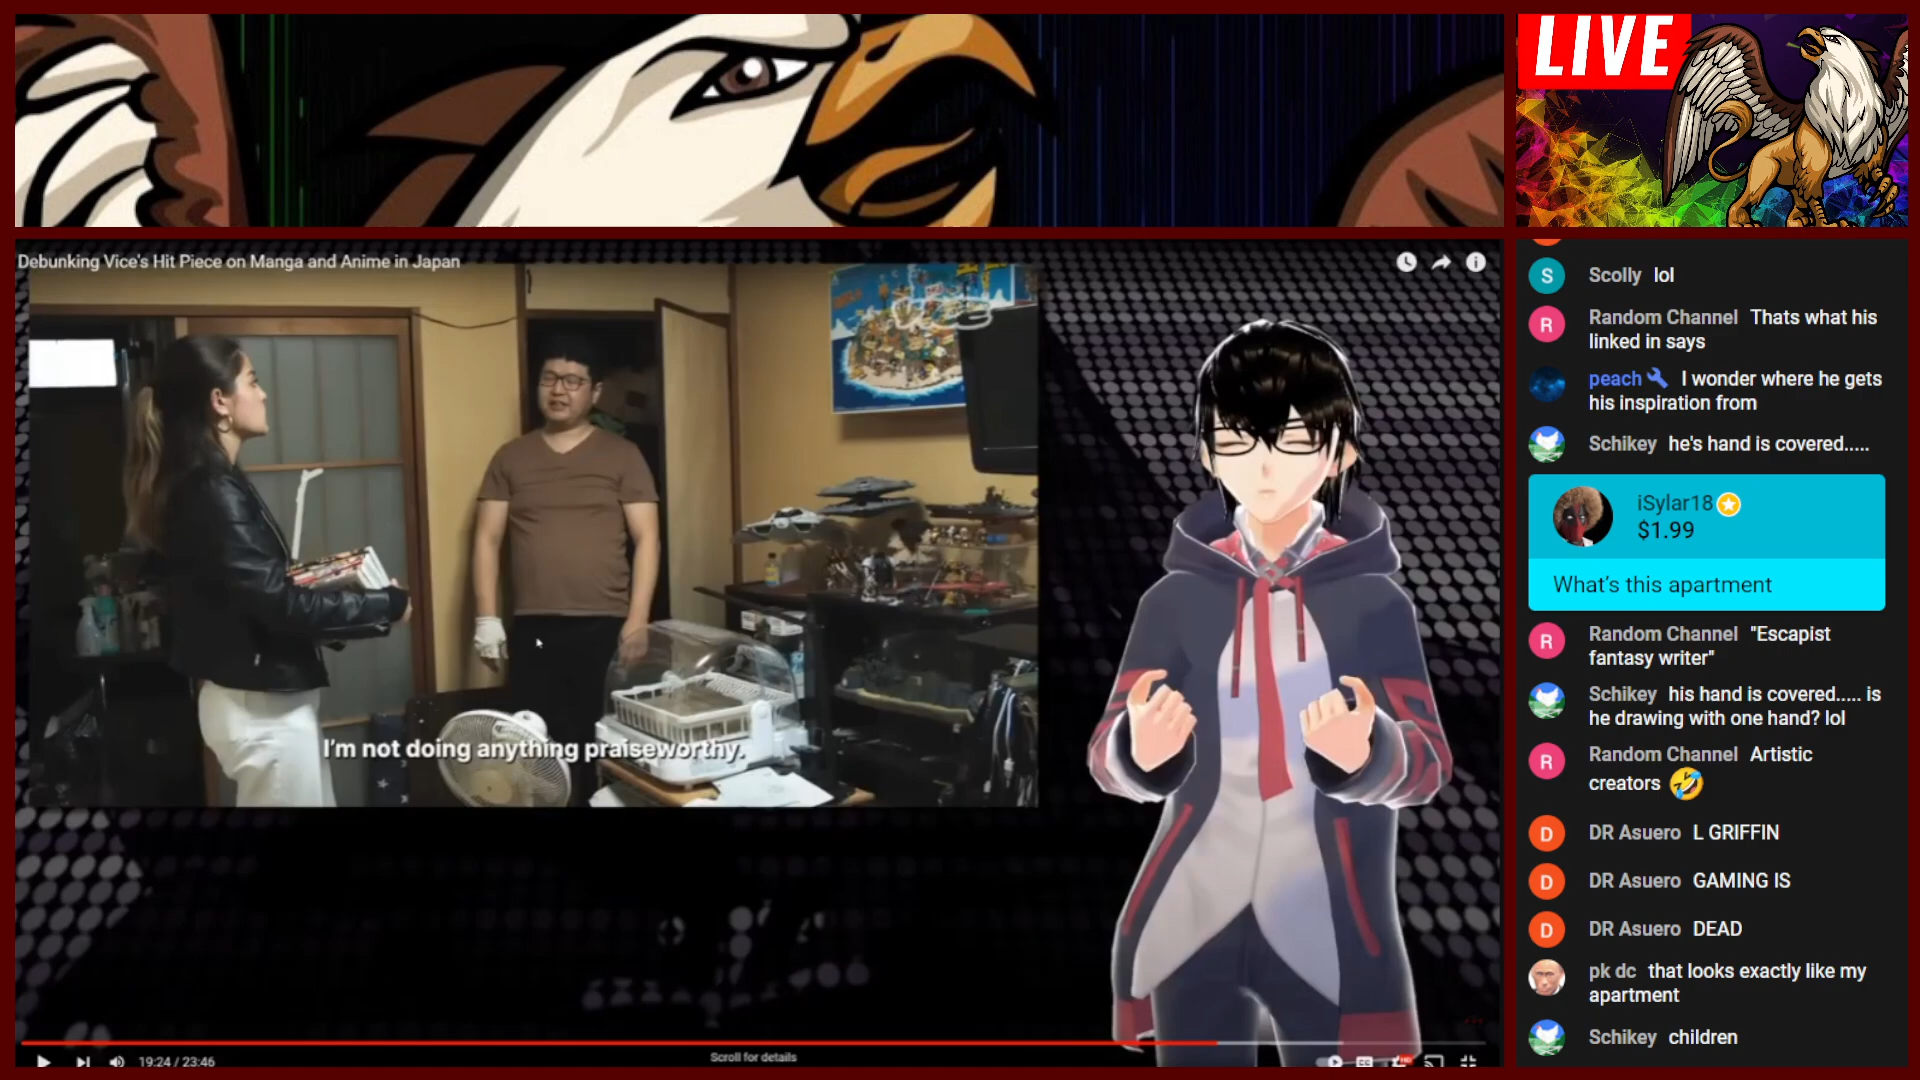 LIVE
Debunking Vice's Hit Piece on Manga and Anime in Japan
I'm not doing anything praiseworthy.
19:24 / 23:46
Scroll for details
CC
HD
S
Scolly lol
R
Random Channel Thats what his
linked in says
peach I wonder where he gets
his inspiration from
Schikey he's hand is covered.....
iSylar18
$1.99
What's this apartment
R
Random Channel "Escapist
fantasy writer"
Schikey his hand is covered..... is
he drawing with one hand? lol
R
Random Channel Artistic
creators 🤣
D
DR Asuero L GRIFFIN
D
DR Asuero GAMING IS
D
DR Asuero DEAD
pk dc that looks exactly like my
apartment
Schikey children